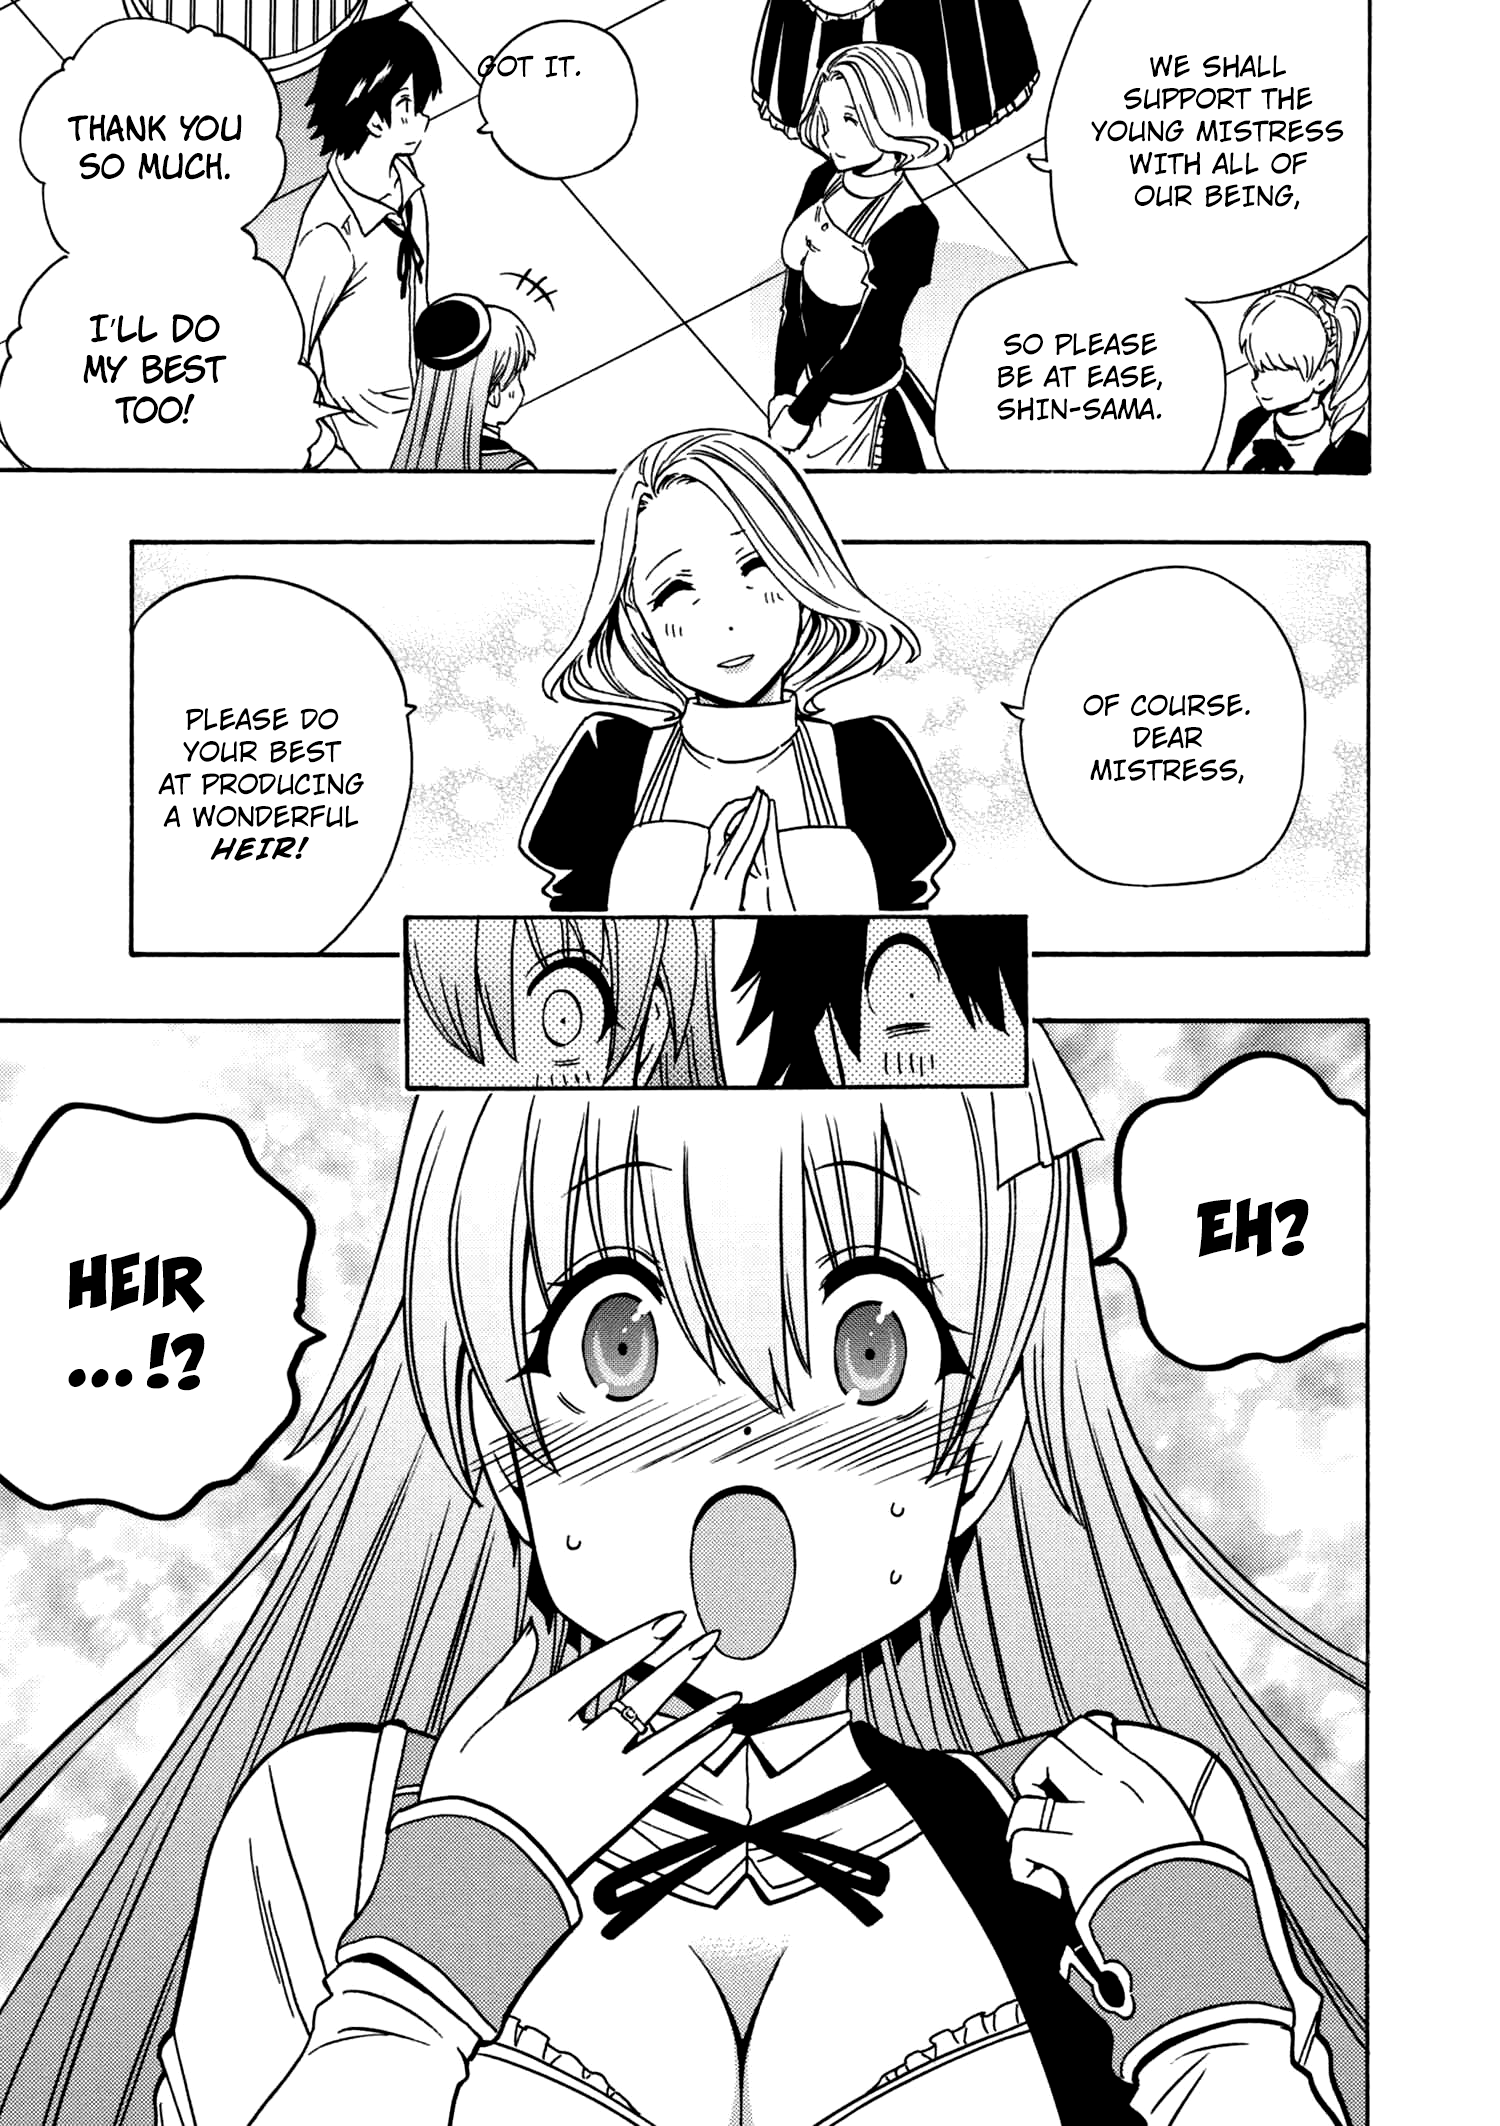 WE SHALL
SUPPORT THE
YOUNG MISTRESS
WITH ALL OF
OUR BEING,
SO PLEASE
BE AT EASE,
SHIN-SAMA.
GOT IT.
THANK YOU
SO MUCH.
I'LL DO
MY BEST
TOO!
OF COURSE.
DEAR
MISTRESS,
PLEASE DO
YOUR BEST
AT PRODUCING
A WONDERFUL
HEIR!
EH?
HEIR
...!?